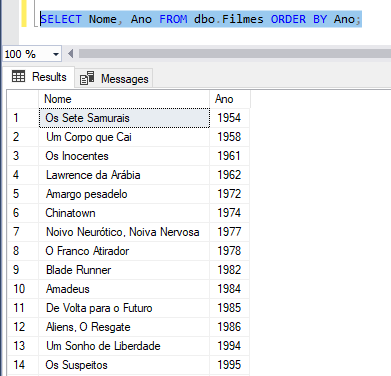 SELECT Nome, Ano FROM dbo.Filmes ORDER BY Ano;
100 %
Results Messages
Nome Ano
1 Os Sete Samurais 1954
2 Um Corpo que Cai 1958
3 Os Inocentes 1961
4 Lawrence da Arábia 1962
5 Amargo pesadelo 1972
6 Chinatown 1974
7 Noivo Neurótico, Noiva Nervosa 1977
8 O Franco Atirador 1978
9 Blade Runner 1982
10 Amadeus 1984
11 De Volta para o Futuro 1985
12 Aliens, O Resgate 1986
13 Um Sonho de Liberdade 1994
14 Os Suspeitos 1995